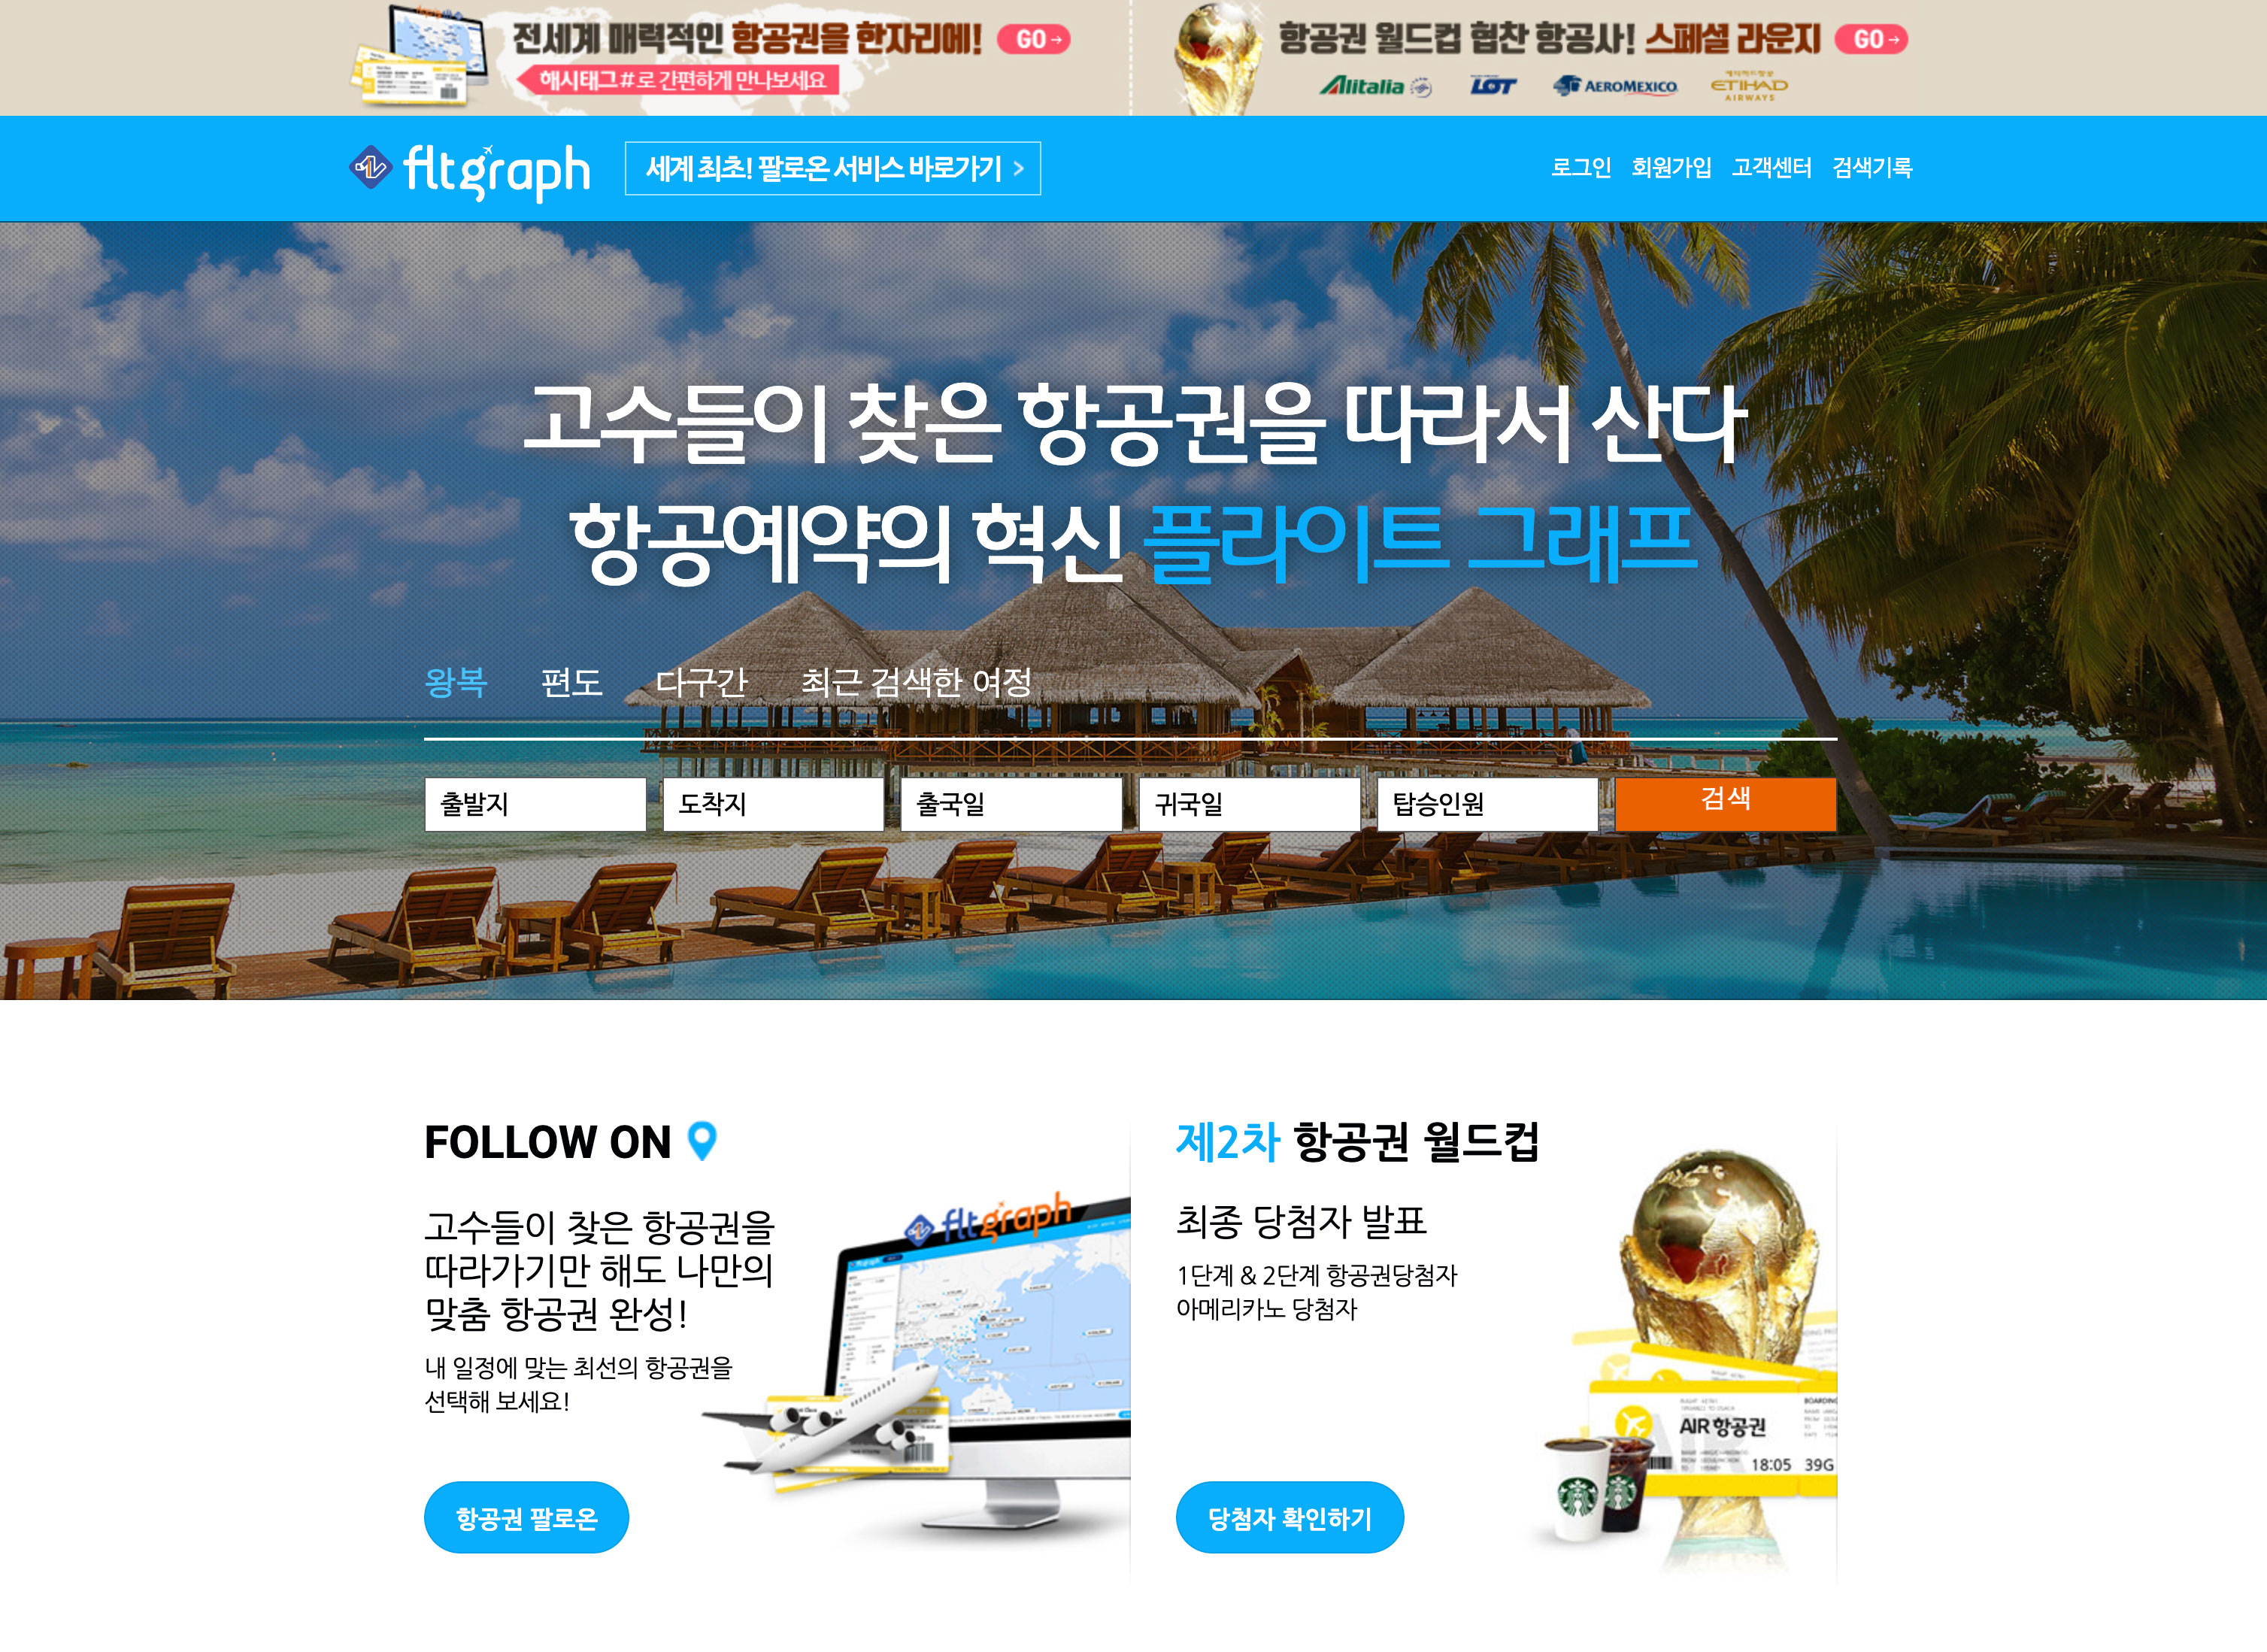 전세계 매력적인 항공권을 한자리에! GO→
해시태그#로 간편하게 만나보세요
항공권 월드컵 협찬 항공사! 스페셜 라운지 GO→
Alitalia LOT AEROMEXICO 에티하드항공 ETIHAD AIRWAYS
fltgraph 세계 최초! 팔로온 서비스 바로가기 >
로그인 회원가입 고객센터 검색기록
고수들이 찾은 항공권을 따라서 산다
항공예약의 혁신 플라이트 그래프
왕복 편도 다구간 최근 검색한 여정
출발지 도착지 출국일 귀국일 탑승인원 검색
FOLLOW ON
고수들이 찾은 항공권을
따라가기만 해도 나만의
맞춤 항공권 완성!
내 일정에 맞는 최선의 항공권을
선택해 보세요!
항공권 팔로온
fltgraph
제2차 항공권 월드컵
최종 당첨자 발표
1단계 & 2단계 항공권당첨자
아메리카노 당첨자
당첨자 확인하기
AIR 항공권
18:05 39G